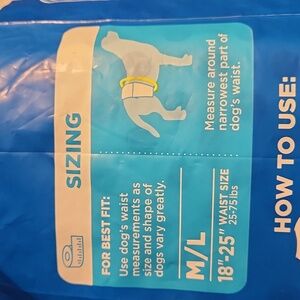 SIZING
FOR BEST FIT:
Use dog's waist
measurements as
size and shape of
dogs vary greatly.
Measure around
narrowest part of
dog's waist.
M/L
18"-25" WAIST SIZE
25-75 lbs
HOW TO USE: